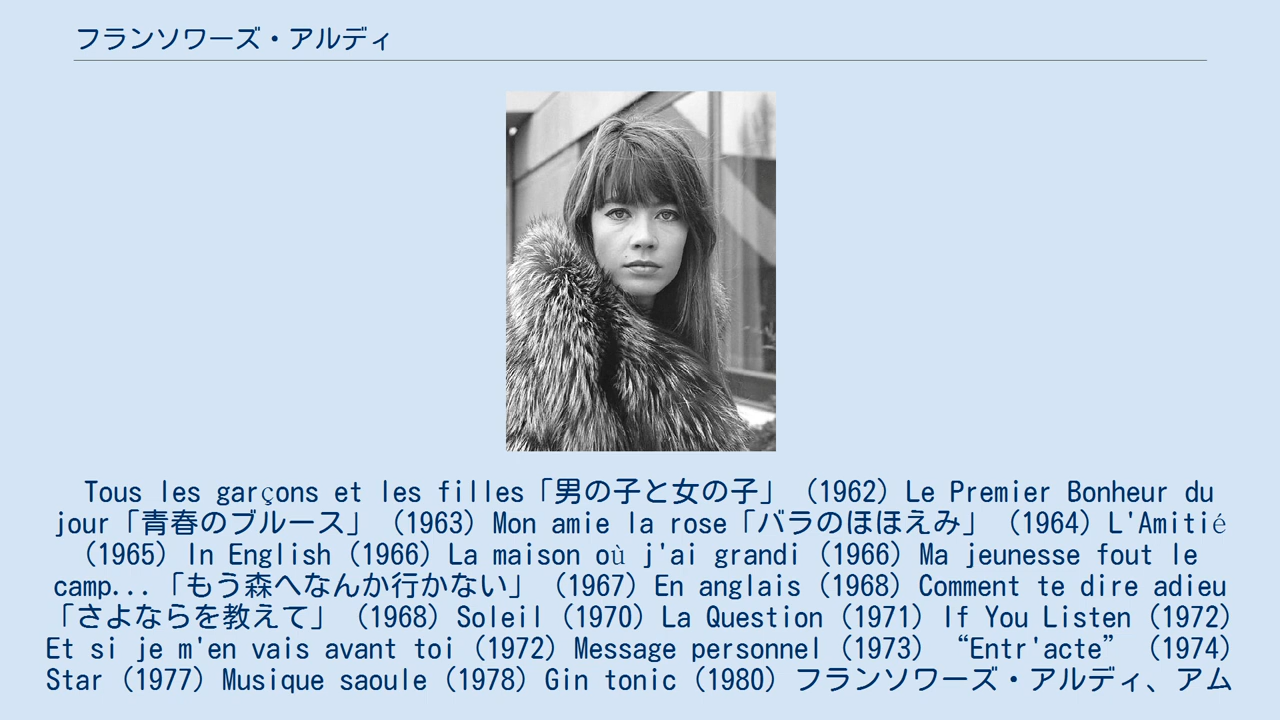 フランソワーズ・アルディ
Tous les garçons et les filles「男の子と女の子」 (1962) Le Premier Bonheur du
jour「青春のブルース」 (1963) Mon amie la rose「バラのほほえみ」 (1964) L'Amitié
(1965) In English (1966) La maison où j'ai grandi (1966) Ma jeunesse fout le
camp...「もう森へなんか行かない」 (1967) En anglais (1968) Comment te dire adieu
「さよならを教えて」 (1968) Soleil (1970) La Question (1971) If You Listen (1972)
Et si je m'en vais avant toi (1972) Message personnel (1973) “Entr'acte” (1974)
Star (1977) Musique saoule (1978) Gin tonic (1980) フランソワーズ・アルディ、アム